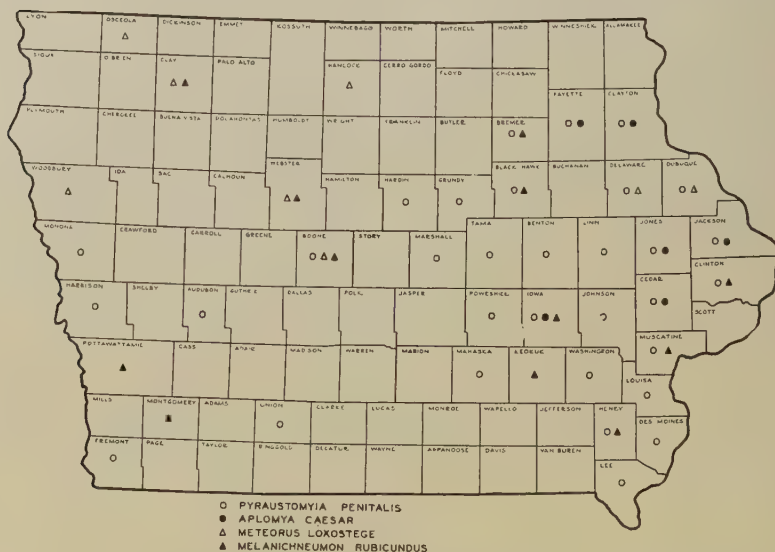 LYON OSCEOLA DICKINSON EMMET KOSSUTH WINNEBAGO WORTH MITCHELL HOWARD WINNESHIEK ALLAMAKEE
SIOUX O'BRIEN CLAY PALO ALTO HANCOCK CERRO GORDO FLOYD CHICKASAW
FAYETTE CLAYTON
PLYMOUTH CHEROKEE BUENA VISTA POCAHONTAS HUMBOLDT WRIGHT FRANKLIN BUTLER BREMER
WOODBURY IDA SAC CALHOUN WEBSTER HAMILTON HARDIN GRUNDY BLACK HAWK BUCHANAN DELAWARE DUBUQUE
MONONA CRAWFORD CARROLL GREENE BOONE STORY MARSHALL TAMA BENTON LINN JONES JACKSON
CLINTON
HARRISON SHELBY AUDUBON GUTHRIE DALLAS POLK JASPER POWESHIEK IOWA JOHNSON CEDAR
SCOTT
MUSCATINE
POTTAWATTAMIE CASS ADAIR MADISON WARREN MARION MAHASKA KEOKUK WASHINGTON
LOUISA
MILLS MONTGOMERY ADAMS UNION CLARKE LUCAS MONROE WAPELLO JEFFERSON HENRY DES MOINES
FREMONT PAGE TAYLOR RINGGOLD DECATUR WAYNE APPANOOSE DAVIS VAN BUREN LEE
PYRAUSTOMYIA PENITALIS
APLOMYA CAESAR
METEORUS LOXOSTEGE
MELANICHNEUMON RUBICUNDUS